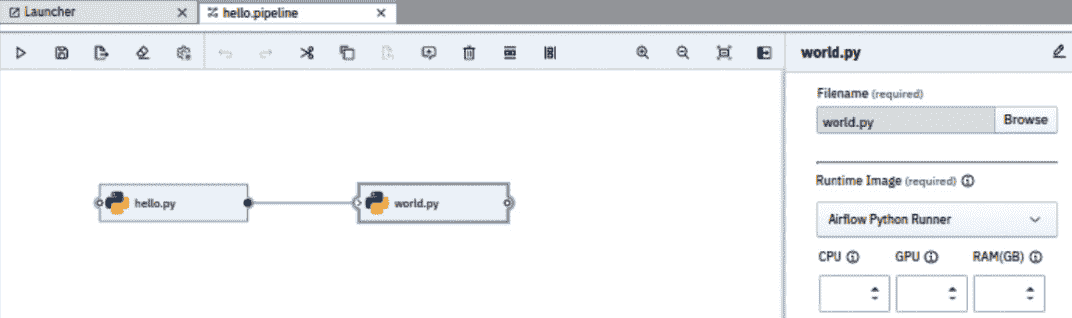 Launcher
hello.pipeline
world.py
Filename (required)
world.py
Browse
hello.py
world.py
Runtime Image (required)
Airflow Python Runner
CPU
GPU
RAM(GB)